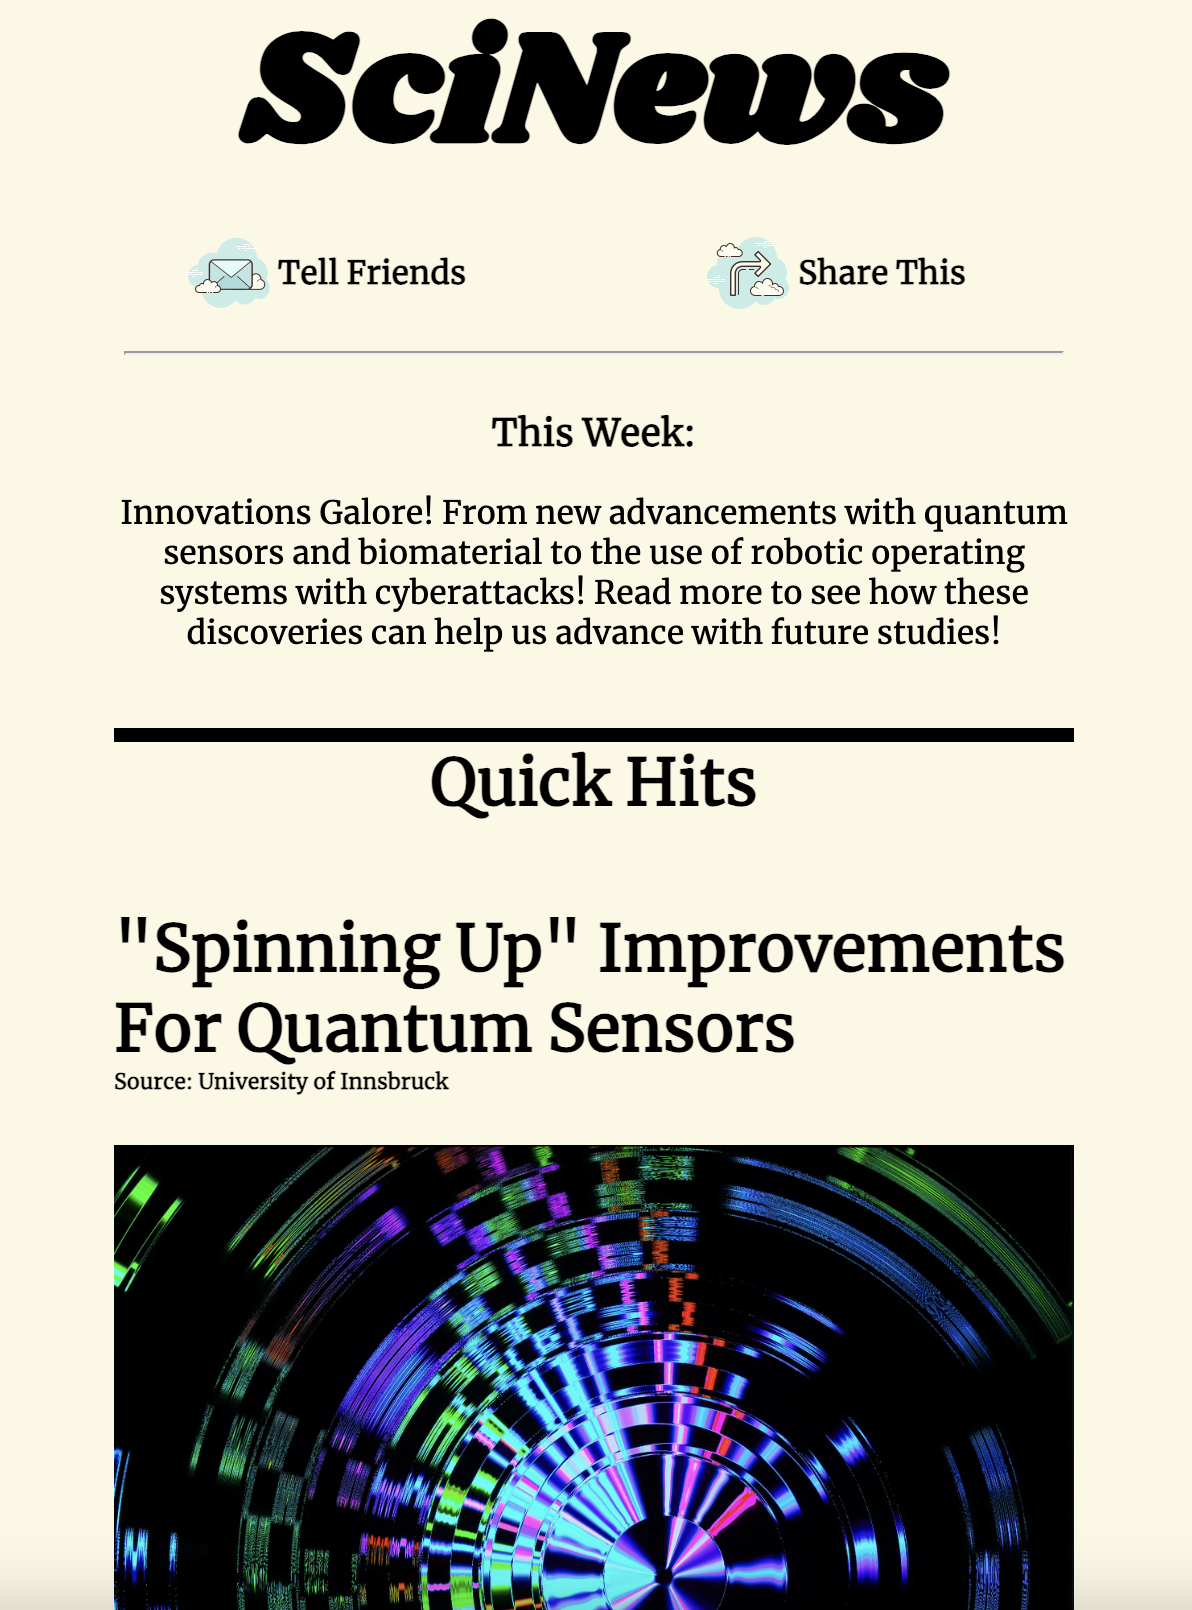 SciNews
Tell Friends
Share This
This Week:
Innovations Galore! From new advancements with quantum
sensors and biomaterial to the use of robotic operating
systems with cyberattacks! Read more to see how these
discoveries can help us advance with future studies!
Quick Hits
"Spinning Up" Improvements
For Quantum Sensors
Source: University of Innsbruck